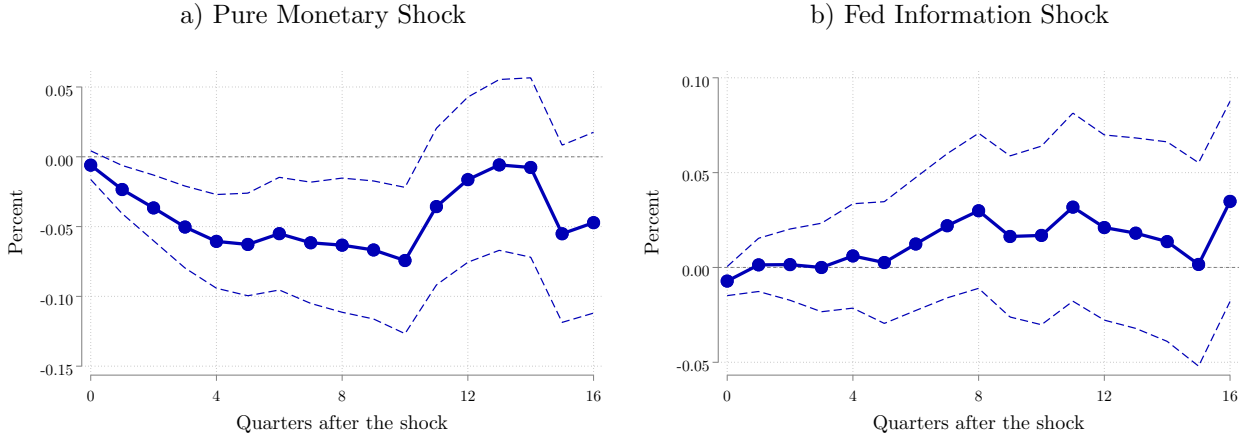 a) Pure Monetary Shock
Percent
0.05
0.00
-0.05
-0.10
-0.15
0 4 8 12 16
Quarters after the shock
b) Fed Information Shock
Percent
0.10
0.05
0.00
-0.05
0 4 8 12 16
Quarters after the shock